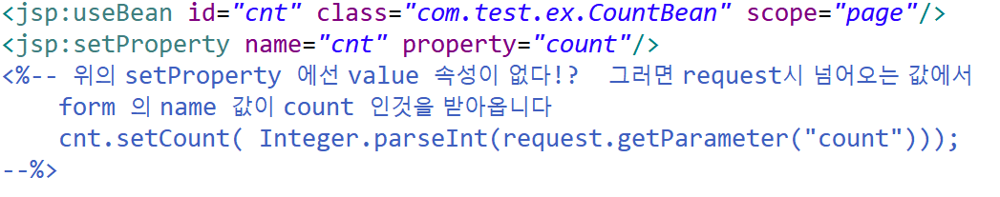 <jsp:useBean id="cnt" class="com.test.ex.CountBean" scope="page"/>
<jsp:setProperty name="cnt" property="count"/>
<%-- 위의 setProperty 에선 value 속성이 없다!?  그러면 request시 넘어오는 값에서
form 의 name 값이 count 인것을 받아옵니다
cnt.setCount( Integer.parseInt(request.getParameter("count")));
--%>